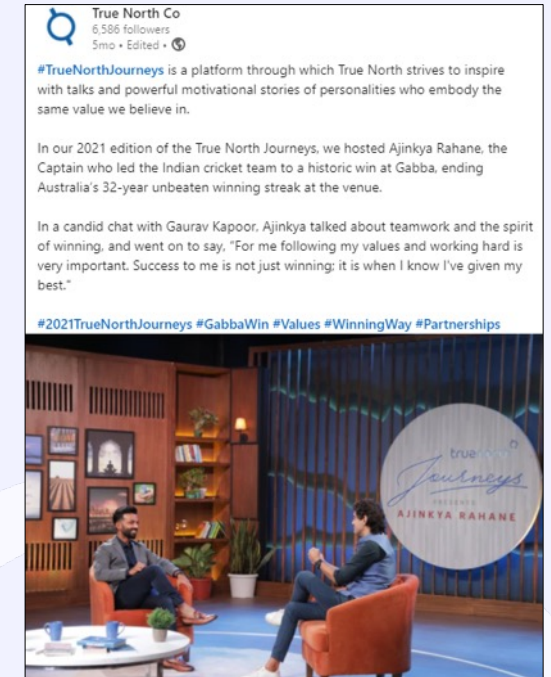 True North Co
6,586 followers
5mo • Edited •
#TrueNorthJourneys is a platform through which True North strives to inspire
with talks and powerful motivational stories of personalities who embody the
same value we believe in.
In our 2021 edition of the True North Journeys, we hosted Ajinkya Rahane, the
Captain who led the Indian cricket team to a historic win at Gabba, ending
Australia's 32-year unbeaten winning streak at the venue.
In a candid chat with Gaurav Kapoor, Ajinkya talked about teamwork and the spirit
of winning, and went on to say, "For me following my values and working hard is
very important. Success to me is not just winning; it is when I know I've given my
best."
#2021TrueNorthJourneys #GabbaWin #Values #WinningWay #Partnerships
true
Journeys
AJINKYA RAHANE